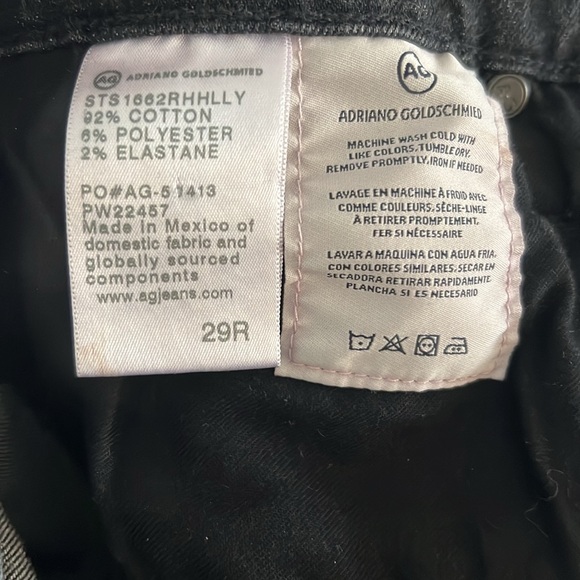 AG ADRIANO GOLDSCHMIED
STS1662RHHLLY
92% COTTON
6% POLYESTER
2% ELASTANE
PO#AG-51413
PW22457
Made in Mexico of
domestic fabric and
globally sourced
components
www.agjeans.com
29R
AG
ADRIANO GOLDSCHMIED
MACHINE WASH COLD WITH
LIKE COLORS, TUMBLE DRY,
REMOVE PROMPTLY, IRON IF NEEDED
LAVAGE EN MACHINE À FROID AVEC
COMME COULEURS, SÈCHE-LINGE
À RETIRER PROMPTEMENT,
FER SI NÉCESSAIRE
LAVAR A MAQUINA CON AGUA FRIA,
CON COLORES SIMILARES, SECAR EN
SECADORA RETIRAR RAPIDAMENTE
PLANCHA SI ES NECESARIO